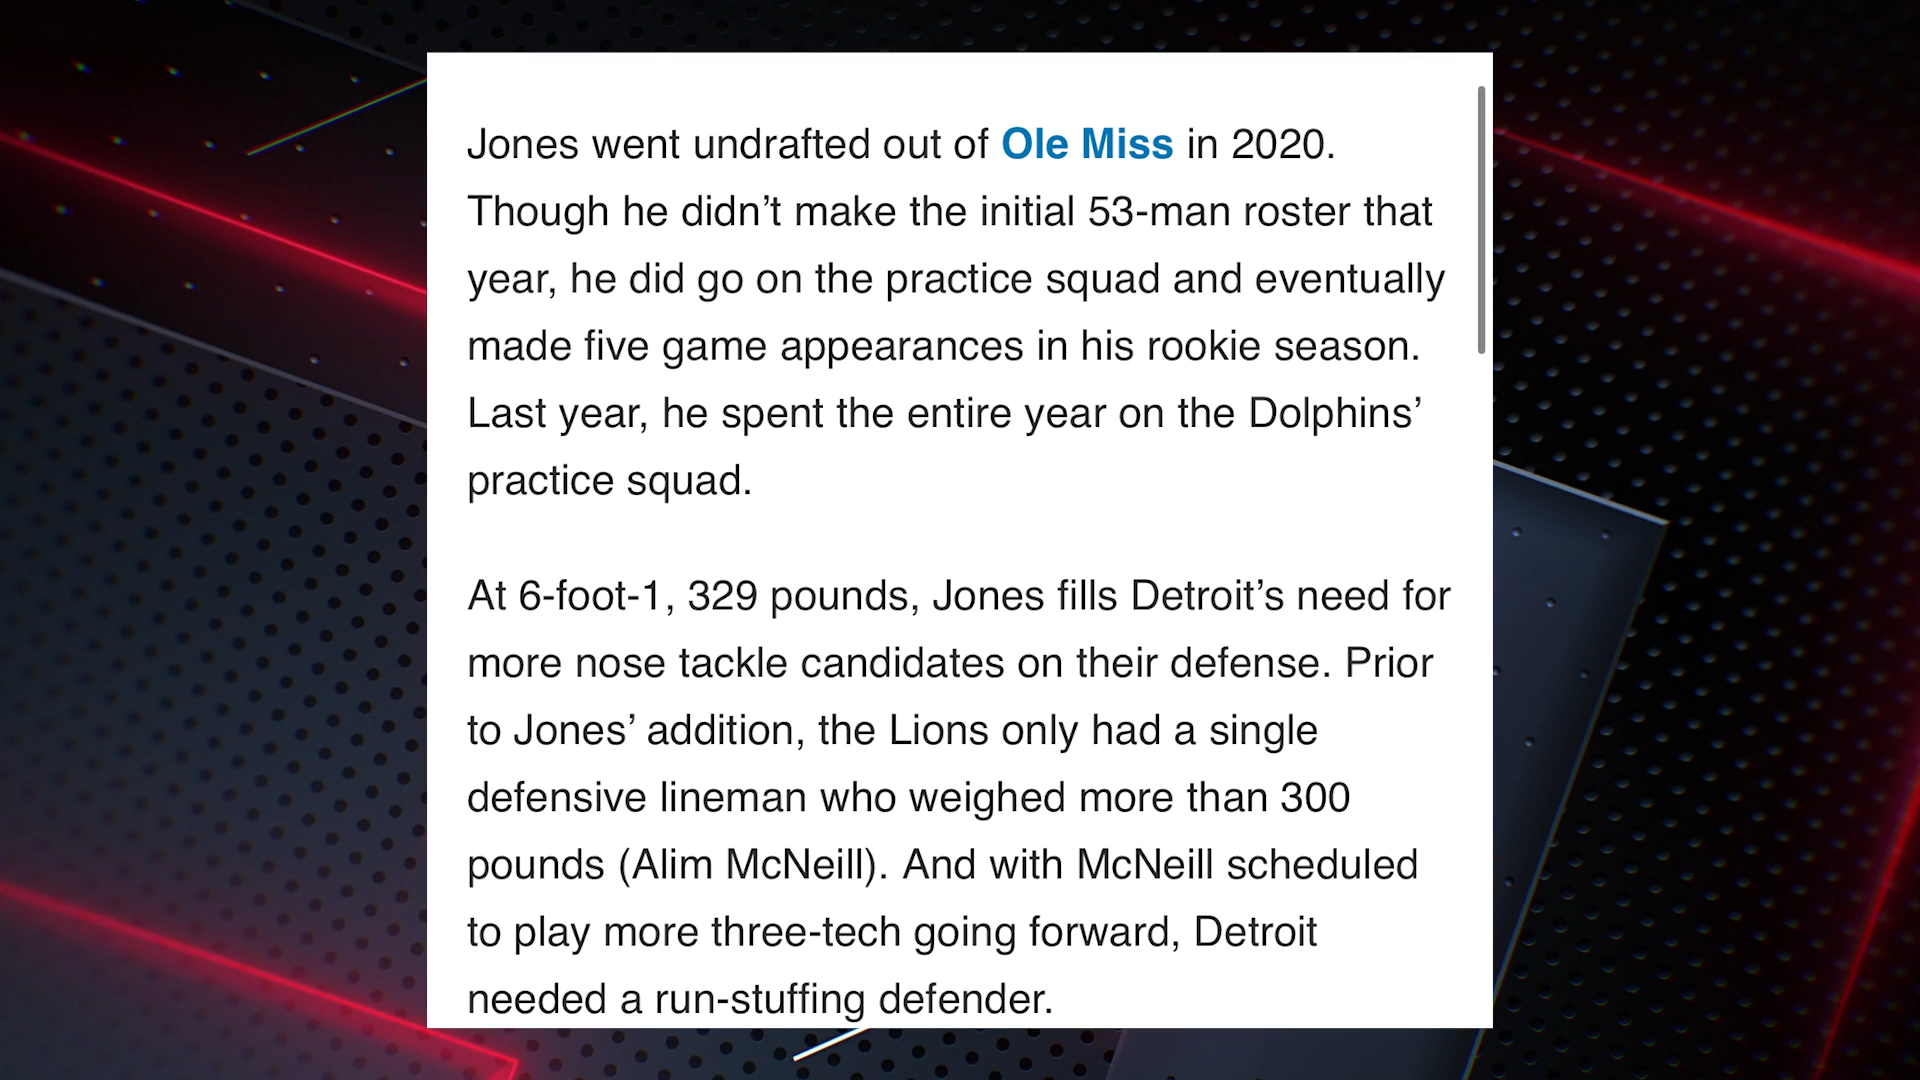 Jones went undrafted out of Ole Miss in 2020.
Though he didn’t make the initial 53-man roster that
year, he did go on the practice squad and eventually
made five game appearances in his rookie season.
Last year, he spent the entire year on the Dolphins’
practice squad.
At 6-foot-1, 329 pounds, Jones fills Detroit’s need for
more nose tackle candidates on their defense. Prior
to Jones’ addition, the Lions only had a single
defensive lineman who weighed more than 300
pounds (Alim McNeill). And with McNeill scheduled
to play more three-tech going forward, Detroit
needed a run-stuffing defender.